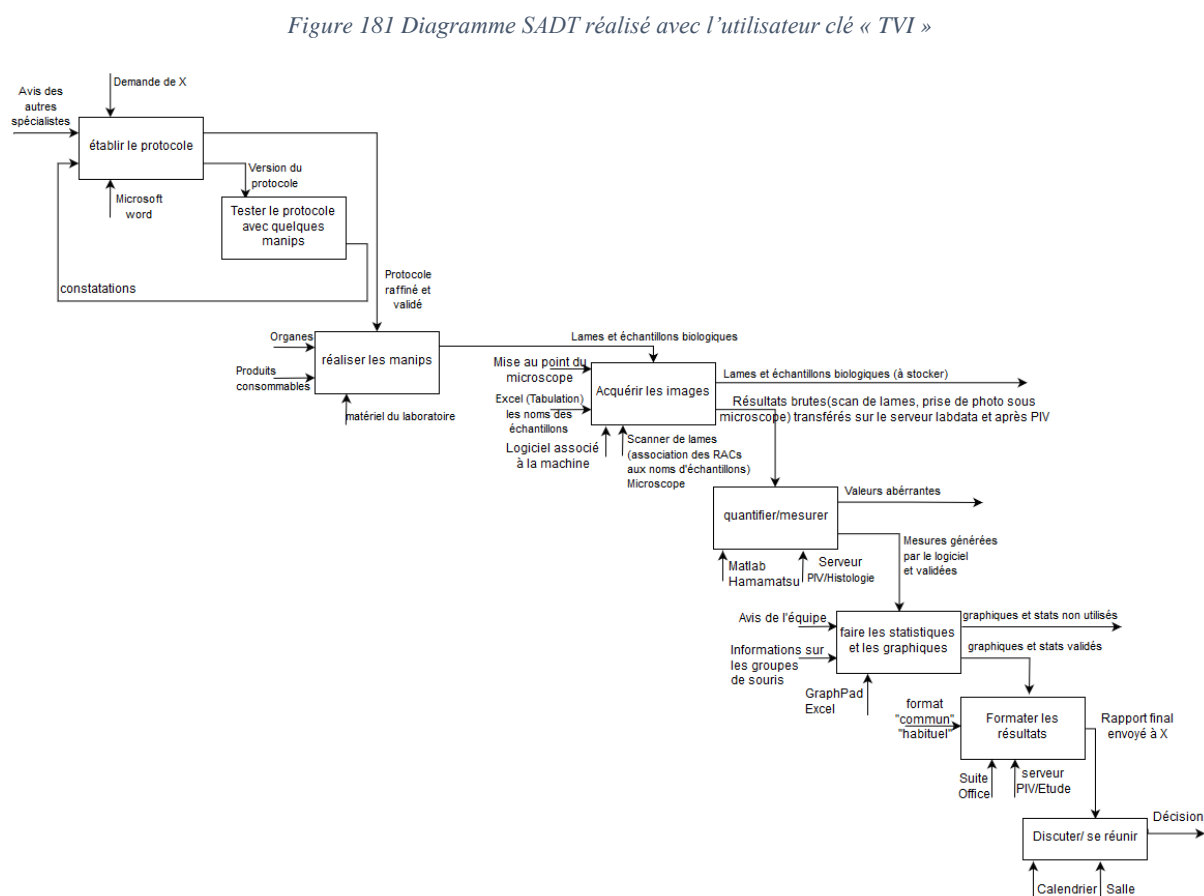 Figure 181 Diagramme SADT réalisé avec l'utilisateur clé « TVI »
Demande de X
Avis des
autres
spécialistes
établir le protocole
Microsoft
word
Version du
protocole
Tester le protocole
avec quelques
manips
constatations
Protocole
raffiné et
validé
Organes
Produits
consommables
réaliser les manips
matériel du laboratoire
Lames et échantillons biologiques
Mise au point du
microscope
Excel (Tabulation)
les noms des
échantillons
Acquérir les images
Logiciel associé
à la machine
Scanner de lames
(association des RACs
aux noms d'échantillons)
Microscope
Lames et échantillons biologiques (à stocker)
Résultats brutes(scan de lames, prise de photo sous
microscope) transférés sur le serveur labdata et après PIV
quantifier/mesurer
Valeurs abérrantes
Matlab
Hamamatsu
Serveur
PIV/Histologie
Mesures générées
par le logiciel
et validées
Avis de l'équipe
Informations sur
les groupes
de souris
faire les statistiques
et les graphiques
GraphPad
Excel
graphiques et stats non utilisés
graphiques et stats validés
format
"commun"
"habituel"
Formater les
résultats
Suite
Office
serveur
PIV/Etude
Rapport final
envoyé à X
Discuter/ se réunir
Décision
Calendrier
Salle